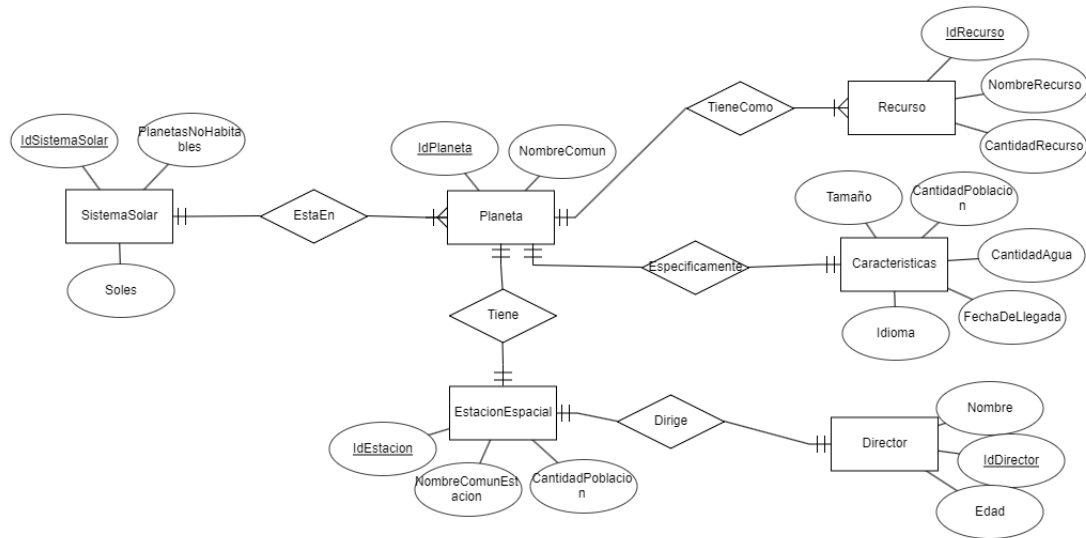 IdRecurso
NombreRecurso
TieneComo
Recurso
CantidadRecurso
IdSistemaSolar
PlanetasNoHabita
bles
IdPlaneta
NombreComun
Tamaño
CantidadPoblacio
n
SistemaSolar
EstaEn
Planeta
CantidadAgua
Especificamente
Caracteristicas
Soles
FechaDeLlegada
Tiene
Idioma
EstacionEspacial
Nombre
Dirige
Director
IdEstacion
IdDirector
NombreComunEst
acion
CantidadPoblacio
n
Edad